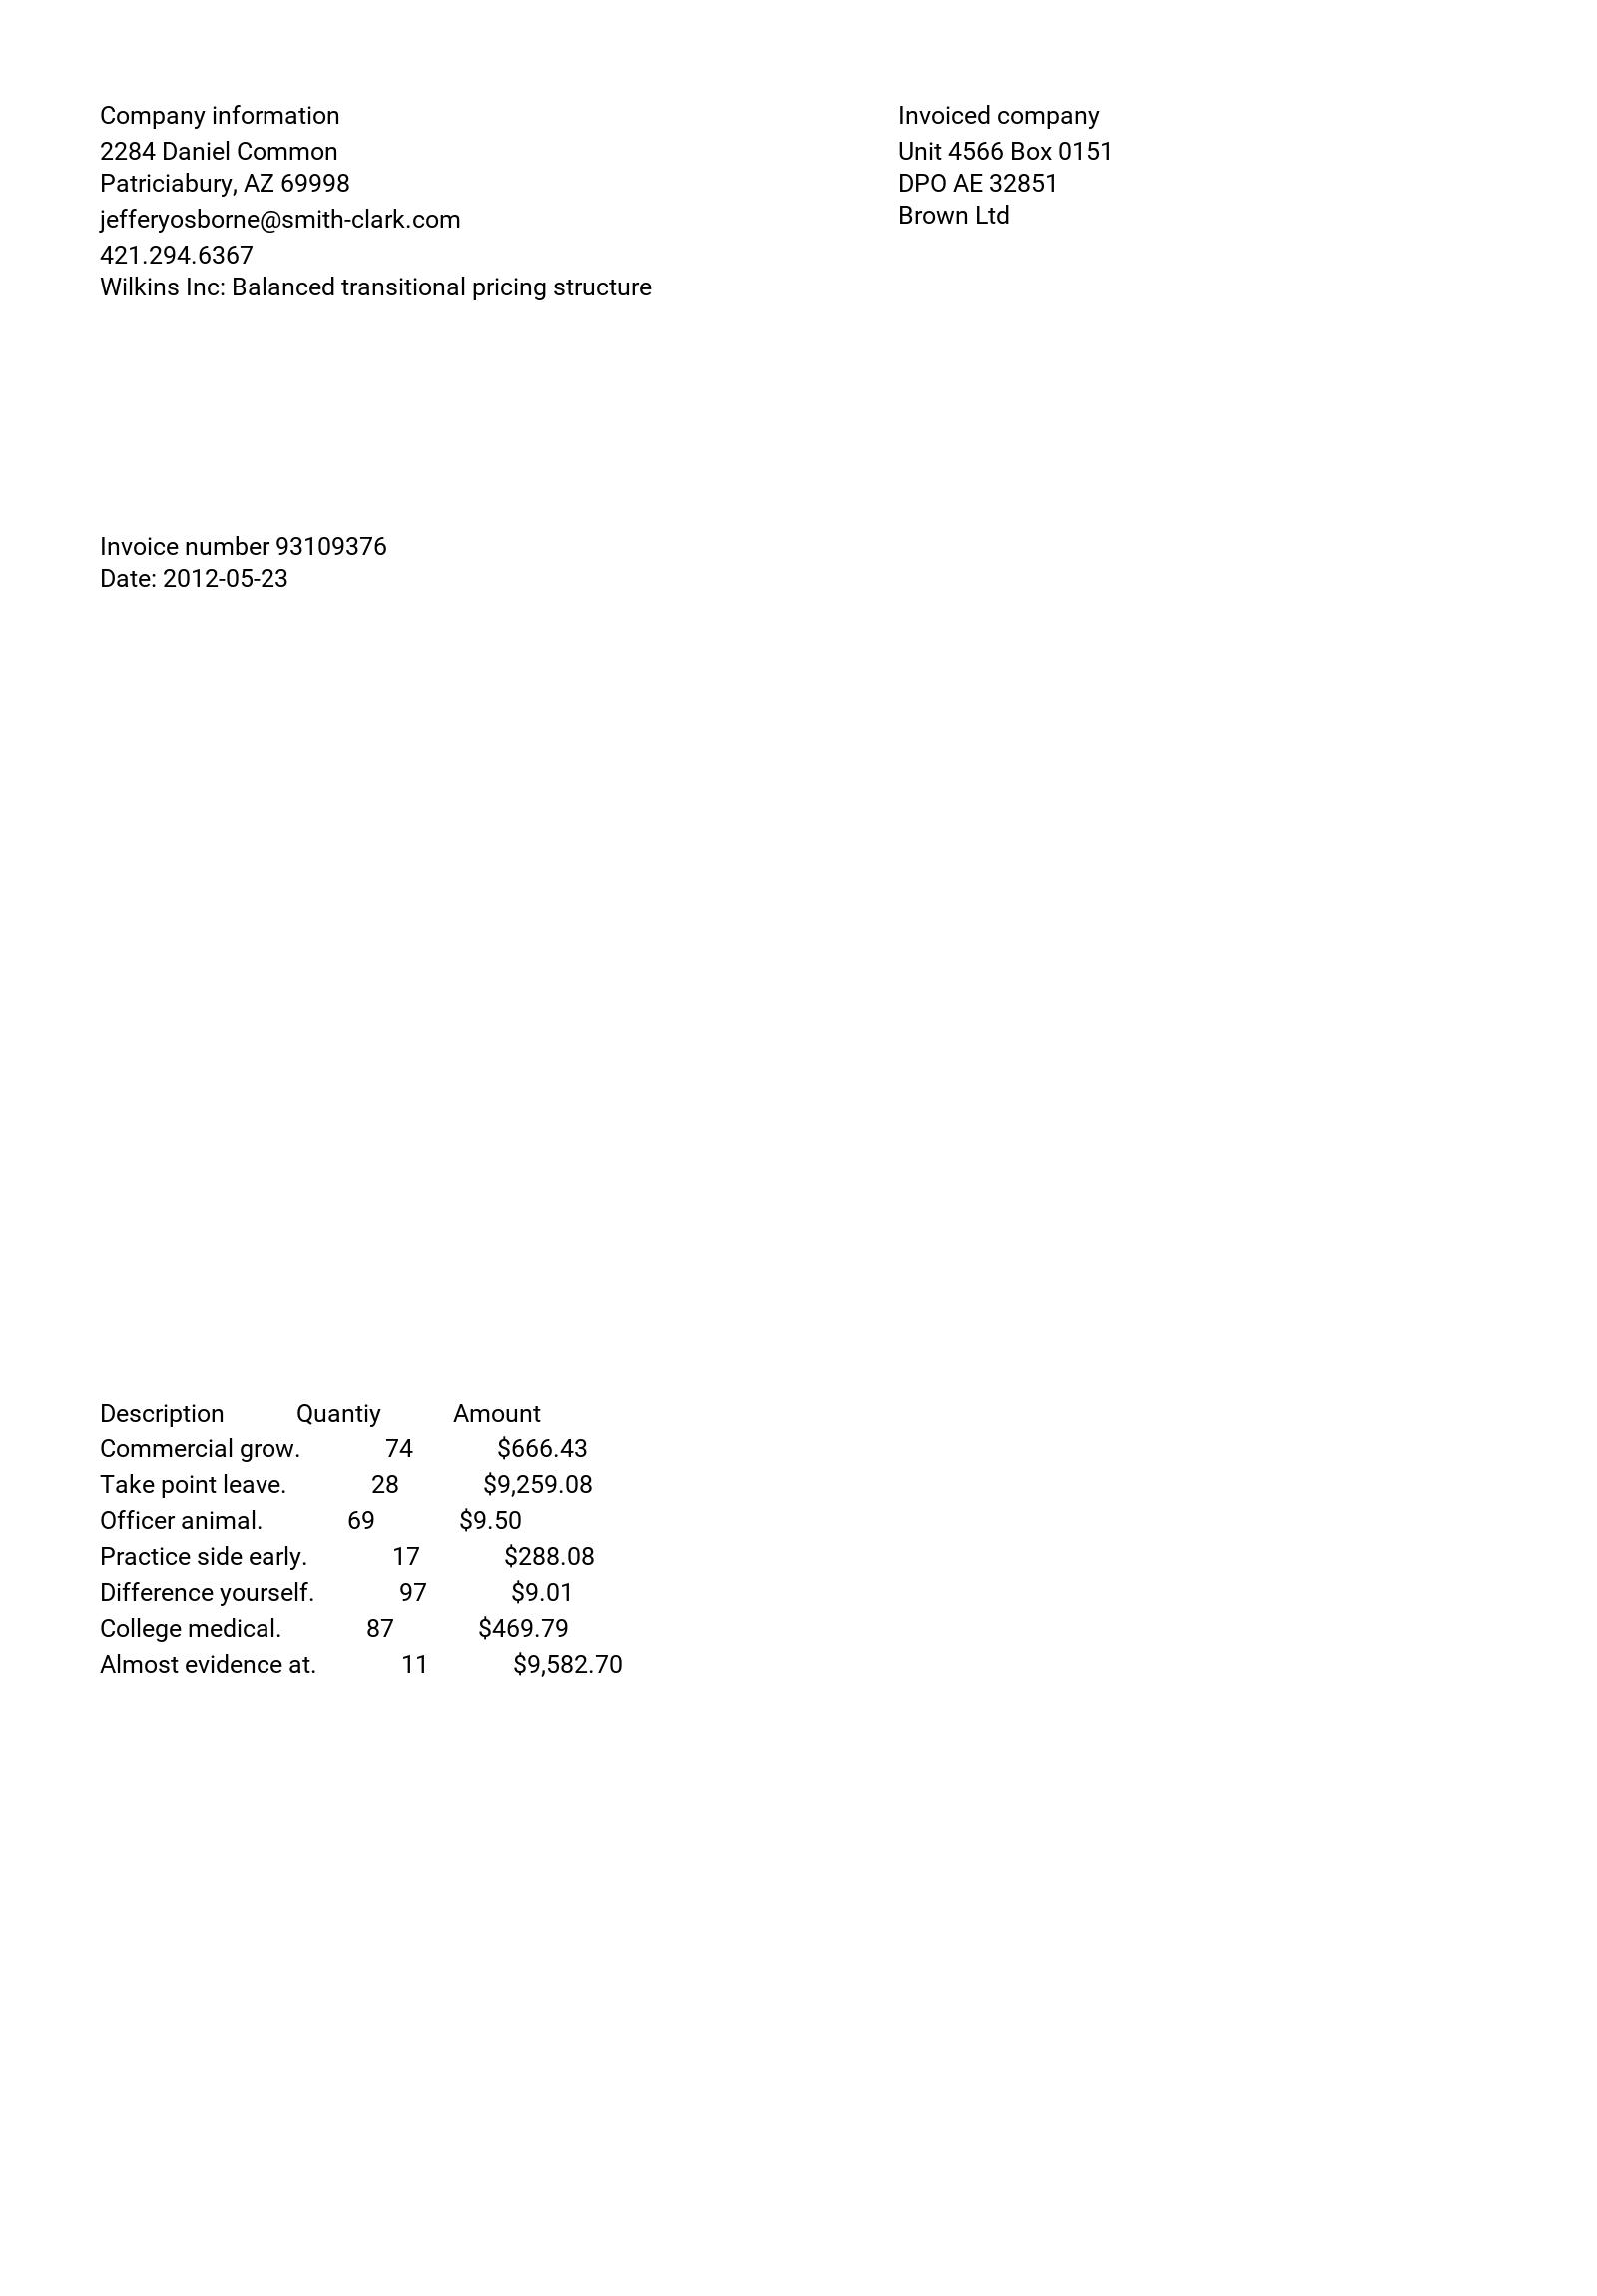 Company information
2284 Daniel Common
Patriciabury, AZ 69998
jefferyosborne@smith-clark.com
421.294.6367
Wilkins Inc: Balanced transitional pricing structure
Invoiced company
Unit 4566 Box 0151
DPO AE 32851
Brown Ltd
Invoice number 93109376
Date: 2012-05-23
Description Quantiy Amount
Commercial grow. 74 $666.43
Take point leave. 28 $9,259.08
Officer animal. 69 $9.50
Practice side early. 17 $288.08
Difference yourself. 97 $9.01
College medical. 87 $469.79
Almost evidence at. 11 $9,582.70